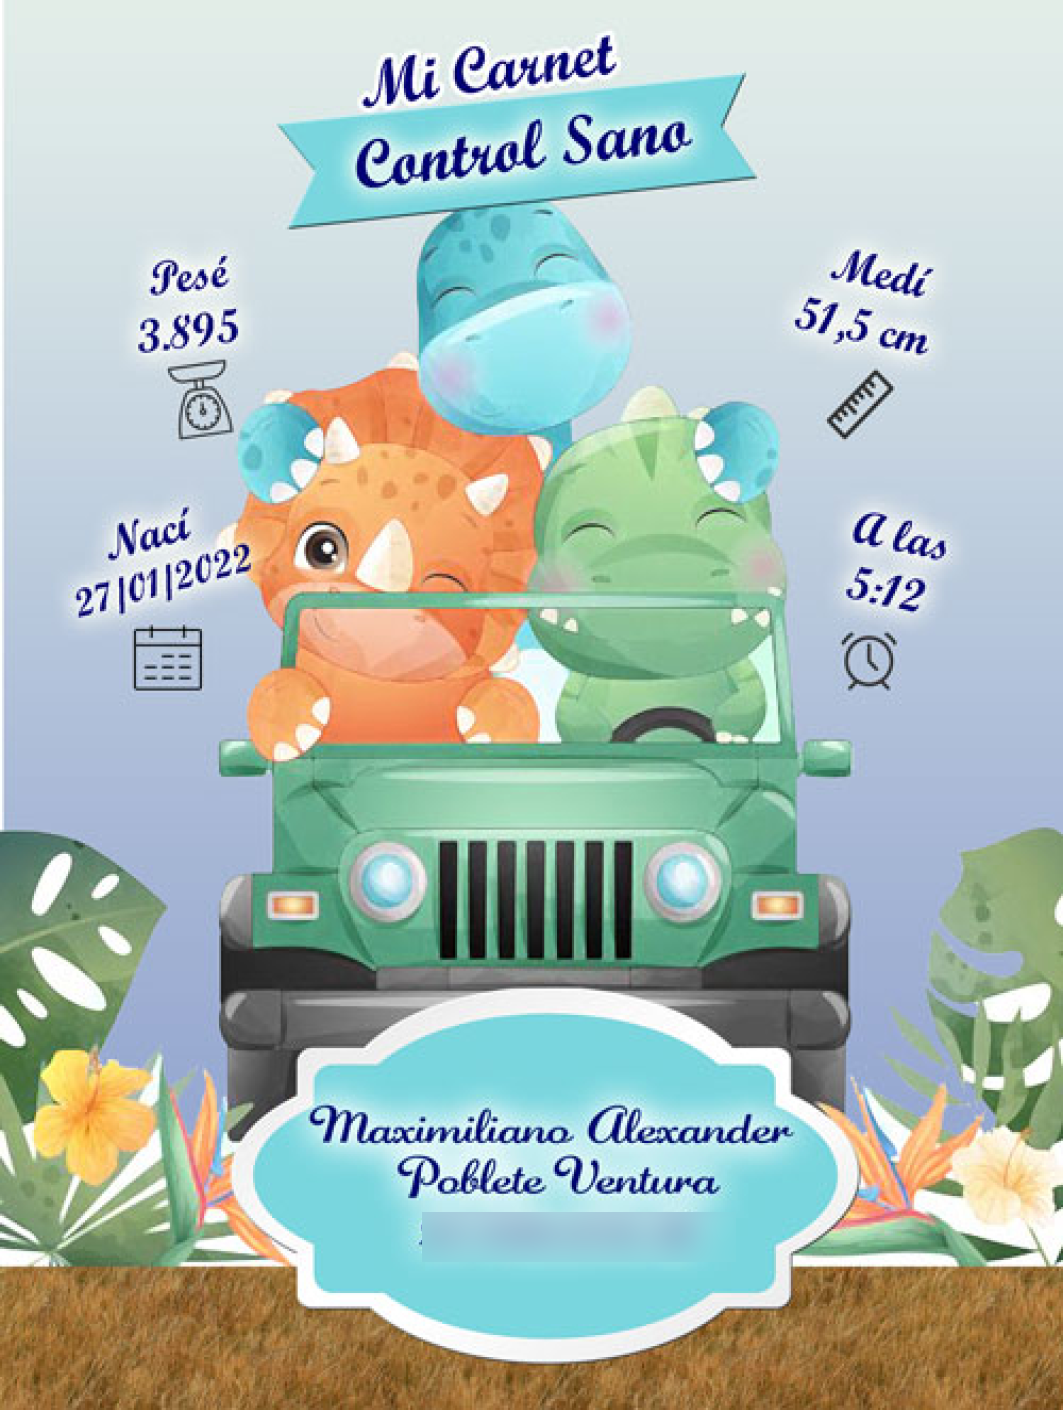 Mi Carnet
Control Sano
Pesé
3.895
Medí
51,5 cm
Nací
27/01/2022
A las
5:12
Maximiliano Alexander
Poblete Ventura